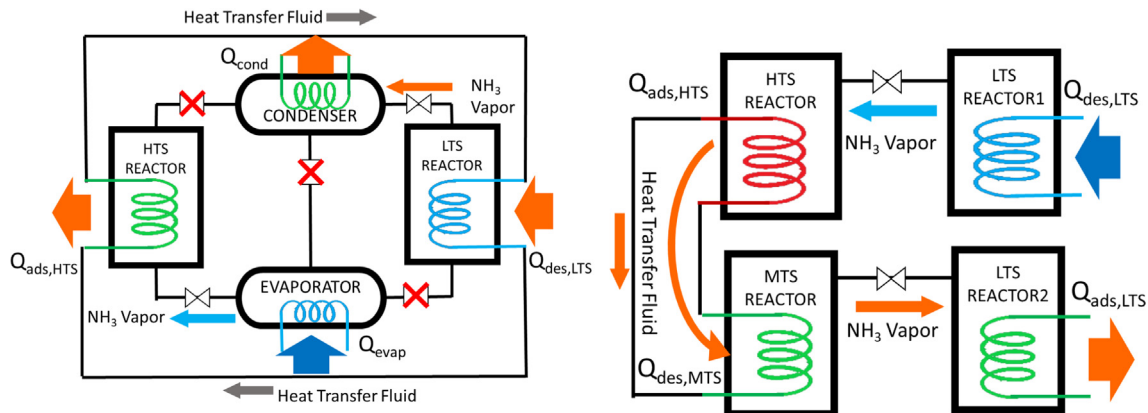 Heat Transfer Fluid
Q_cond
NH₃
Vapor
CONDENSER
HTS
REACTOR
LTS
REACTOR
Q_ads,HTS
Q_des,LTS
EVAPORATOR
NH₃ Vapor
Q_evap
Heat Transfer Fluid
Q_ads,HTS
HTS
REACTOR
LTS
REACTOR1
Q_des,LTS
NH₃ Vapor
Heat Transfer Fluid
MTS
REACTOR
LTS
REACTOR2
Q_ads,LTS
NH₃ Vapor
Q_des,MTS